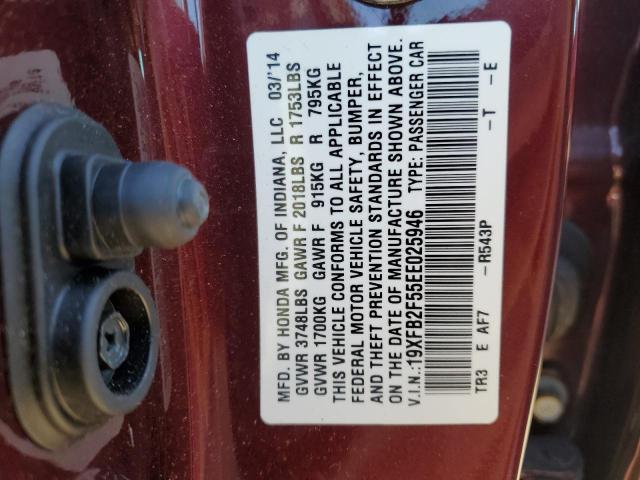 MFD. BY HONDA MFG. OF INDIANA, LLC 03/'14
GVWR 3748LBS GAWR F 2018LBS R 1753LBS
GVWR 1700KG GAWR F 915KG R 795KG
THIS VEHICLE CONFORMS TO ALL APPLICABLE
FEDERAL MOTOR VEHICLE SAFETY, BUMPER,
AND THEFT PREVENTION STANDARDS IN EFFECT
ON THE DATE OF MANUFACTURE SHOWN ABOVE.
V.I.N.:19XFB2F55EE025946 TYPE: PASSENGER CAR
TR3 E AF7 -R543P -T -E